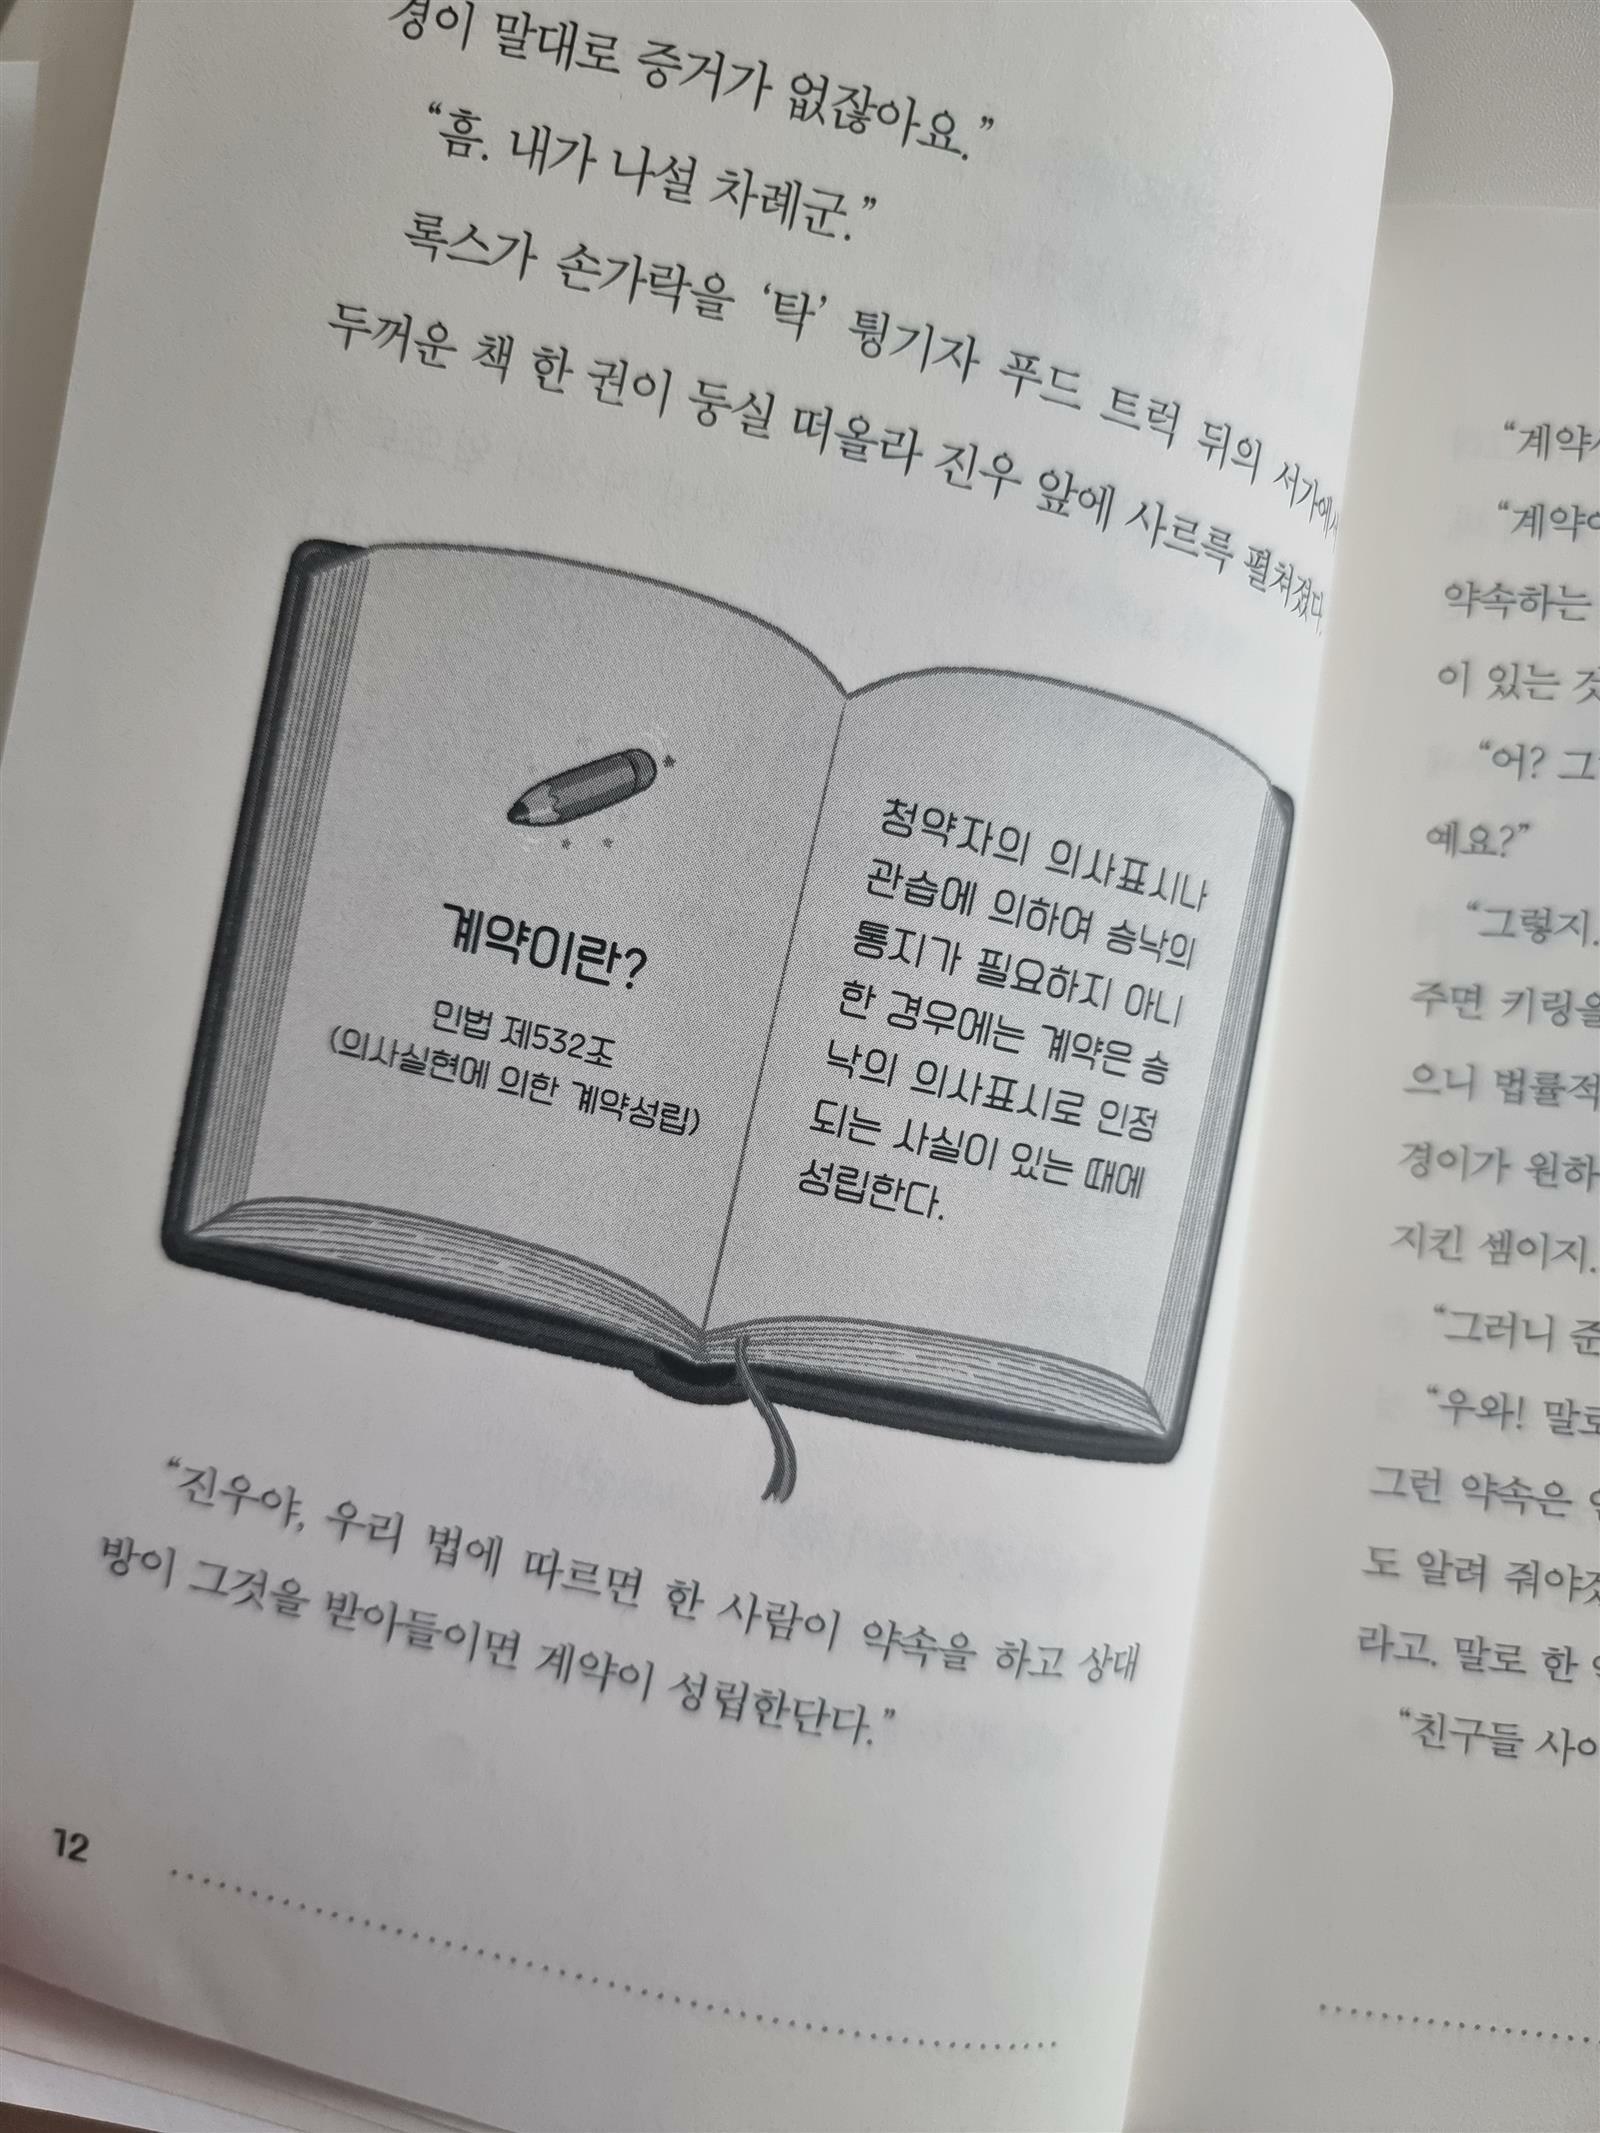 경이 말대로 증거가 없잖아요.”
“흠. 내가 나설 차례군.”
록스가 손가락을 ‘탁’ 튕기자 푸드 트럭 뒤의 서가에서
두꺼운 책 한 권이 둥실 떠올라 진우 앞에 사르륵 펼쳐졌다.
계약이란?
민법 제532조
(의사실현에 의한 계약성립)
청약자의 의사표시나
관습에 의하여 승낙의
통지가 필요하지 아니
한 경우에는 계약은 승
낙의 의사표시로 인정
되는 사실이 있는 때에
성립한다.
“진우야, 우리 법에 따르면 한 사람이 약속을 하고 상대
방이 그것을 받아들이면 계약이 성립한단다.”
12
“계약
“계약
약속하는
이 있는
“어?
예요?”
“그렇지.
주면 키링을
으니 법률적
경이가 원하
지킨 셈이지.
“그러니
“우와! 말로
그런 약속은
도 알려 줘야
라고. 말로 한
“친구들 사이